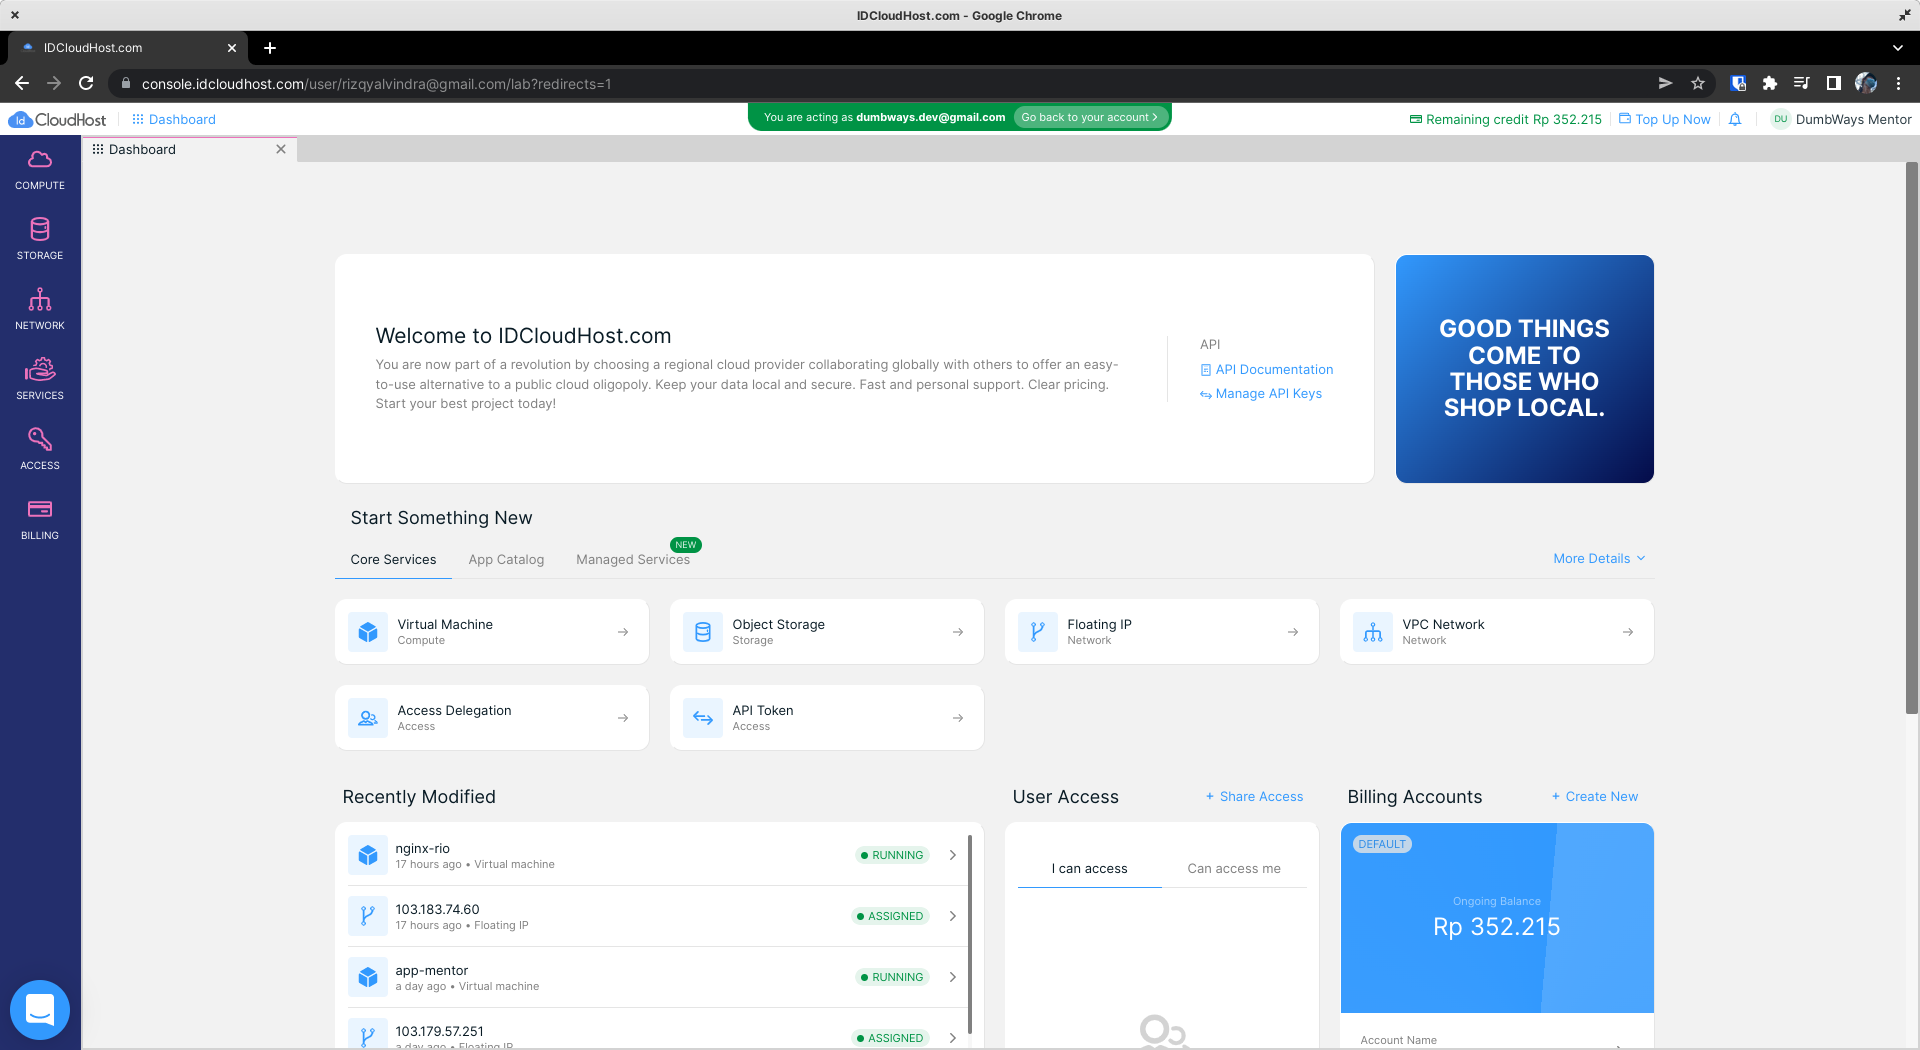 IDCloudHost.com - Google Chrome
IDCloudHost.com
console.idcloudhost.com/user/rizqyalvindra@gmail.com/lab?redirects=1
Id CloudHost
Dashboard
You are acting as dumbways.dev@gmail.com Go back to your account
Remaining credit Rp 352.215
Top Up Now
DU DumbWays Mentor
Dashboard
COMPUTE
STORAGE
NETWORK
SERVICES
ACCESS
BILLING
Welcome to IDCloudHost.com
You are now part of a revolution by choosing a regional cloud provider collaborating globally with others to offer an easy-
to-use alternative to a public cloud oligopoly. Keep your data local and secure. Fast and personal support. Clear pricing.
Start your best project today!
API
API Documentation
Manage API Keys
GOOD THINGS
COME TO
THOSE WHO
SHOP LOCAL.
Start Something New
Core Services
App Catalog
Managed Services
NEW
More Details
Virtual Machine
Compute
Object Storage
Storage
Floating IP
Network
VPC Network
Network
Access Delegation
Access
API Token
Access
Recently Modified
nginx-rio
17 hours ago • Virtual machine
RUNNING
103.183.74.60
17 hours ago • Floating IP
ASSIGNED
app-mentor
a day ago • Virtual machine
RUNNING
103.179.57.251
a day ago • Floating IP
ASSIGNED
User Access
+ Share Access
I can access
Can access me
Billing Accounts
+ Create New
DEFAULT
Ongoing Balance
Rp 352.215
Account Name